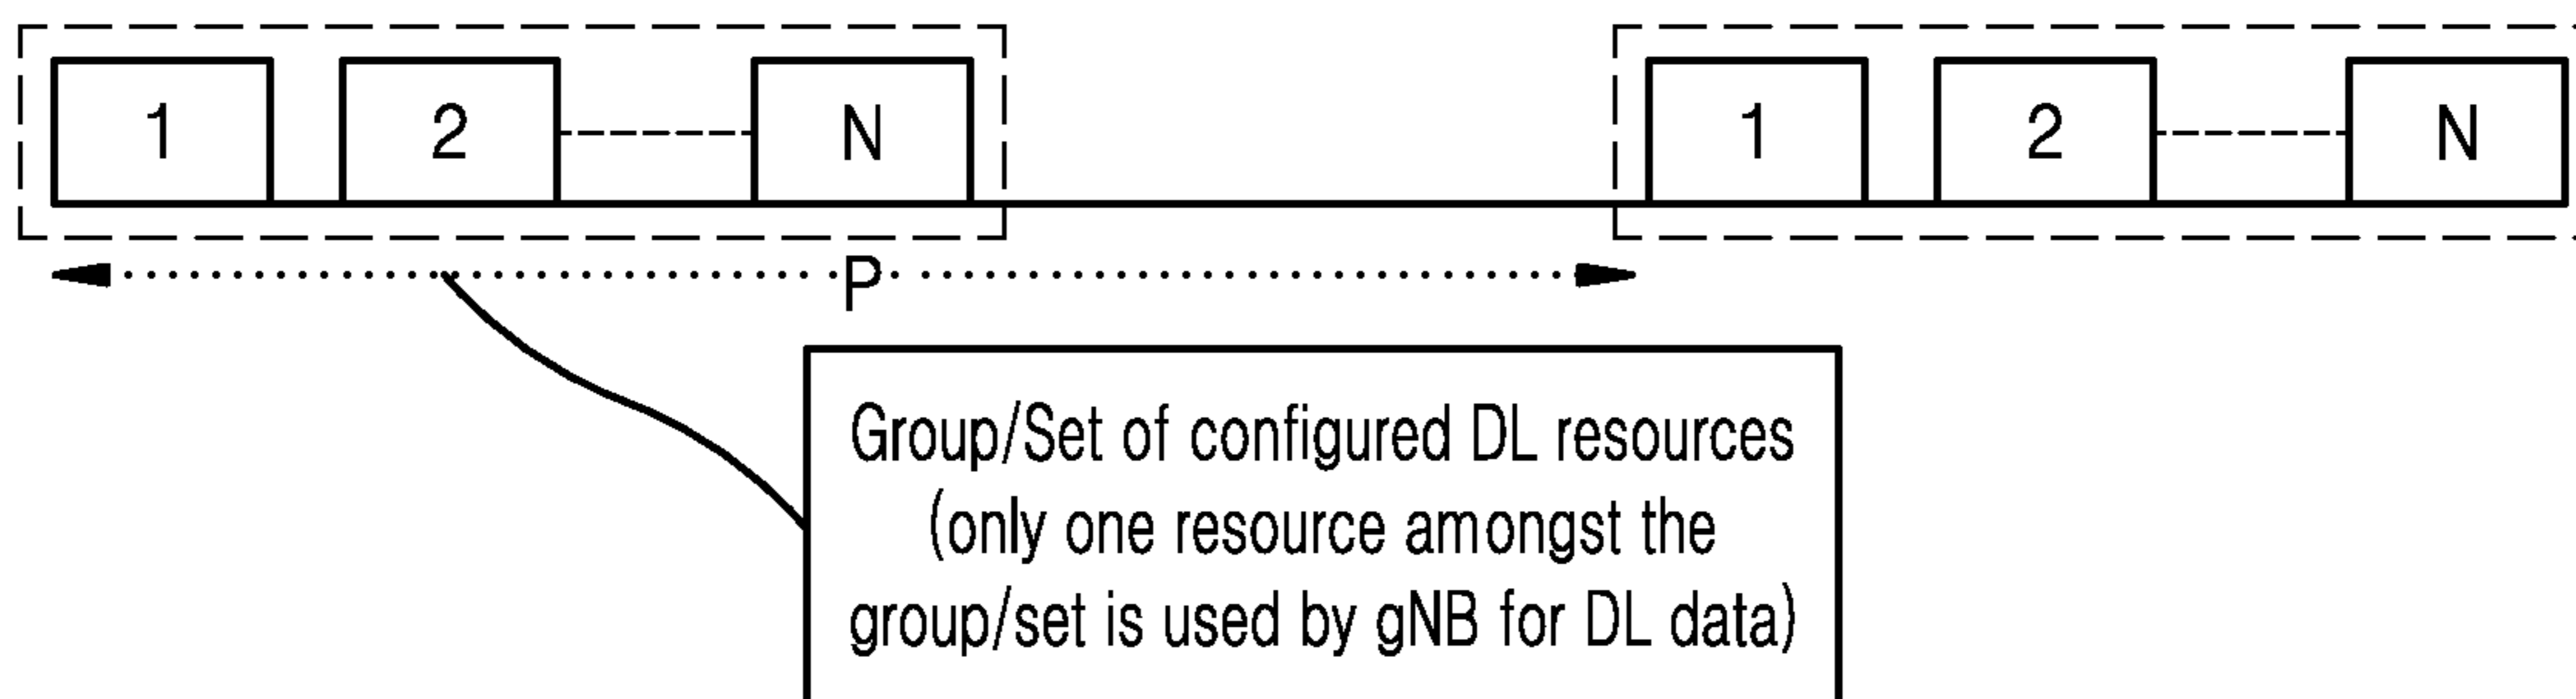 1 2 N 1 2 N
P
Group/Set of configured DL resources
(only one resource amongst the
group/set is used by gNB for DL data)